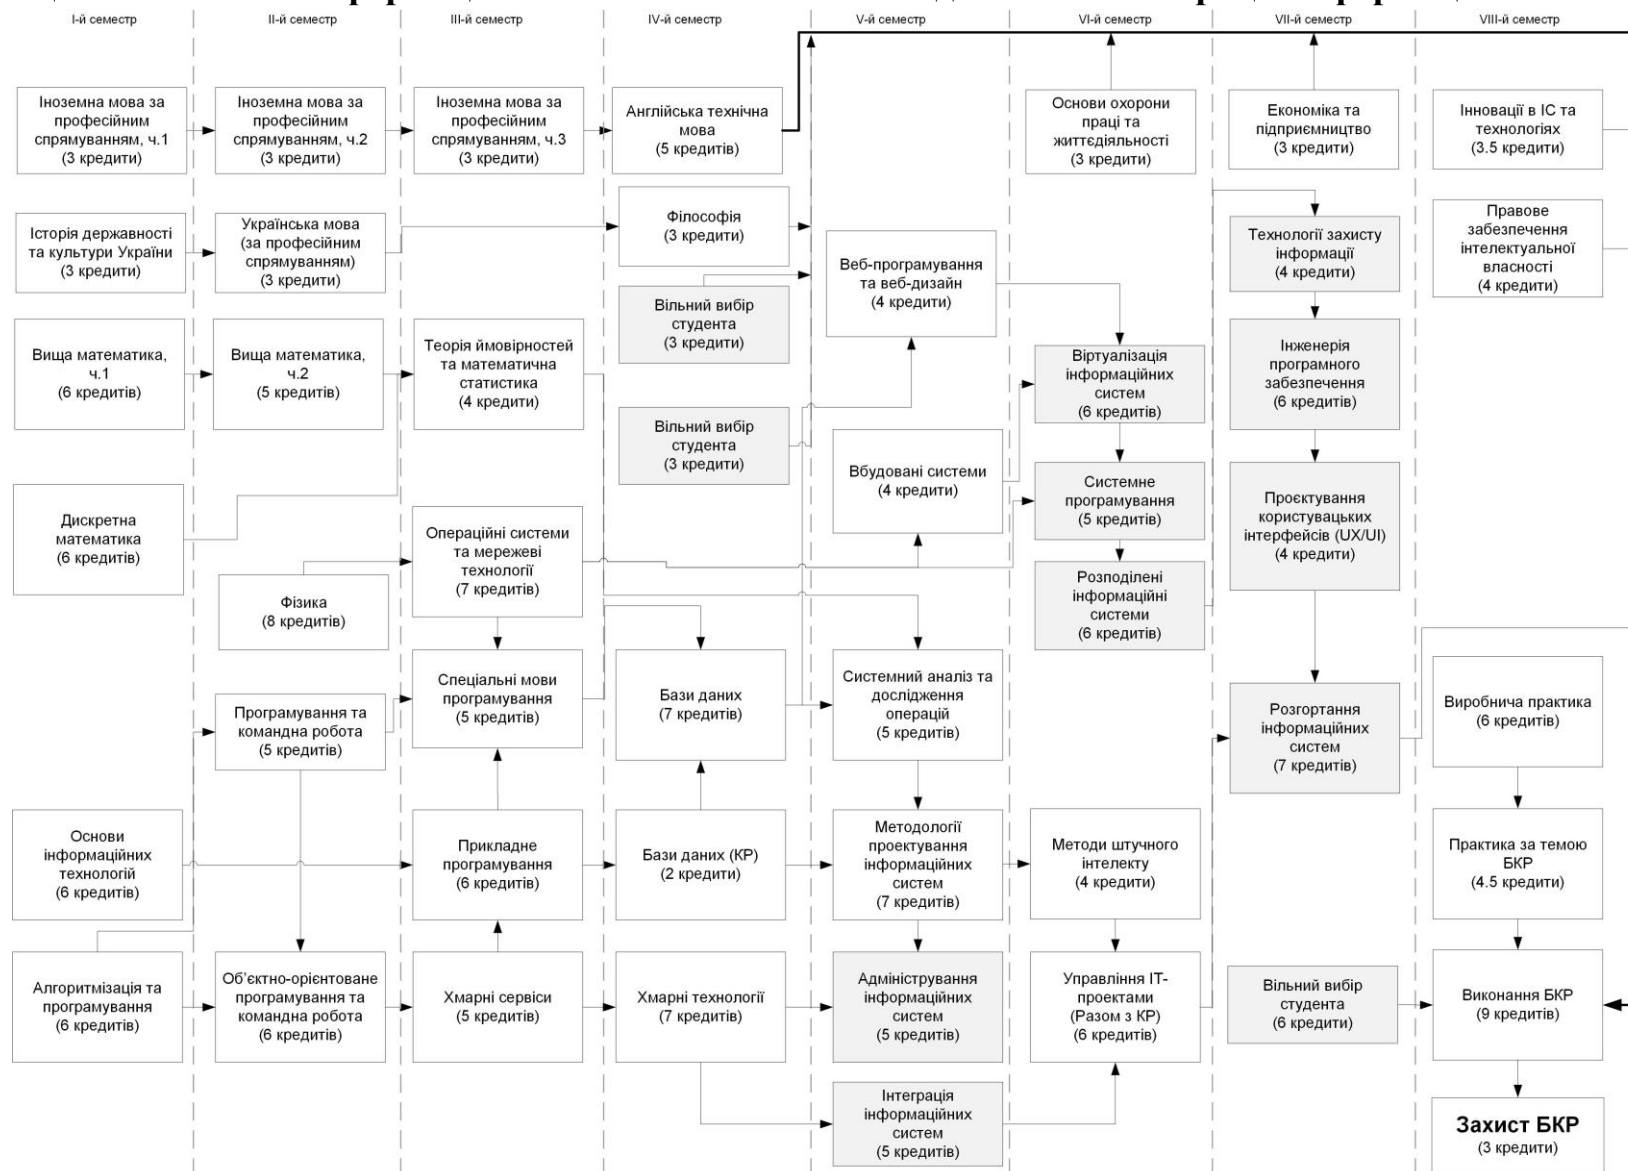 І-й семестр
ІІ-й семестр
ІІІ-й семестр
ІV-й семестр
V-й семестр
VІ-й семестр
VІІ-й семестр
VІІІ-й семестр
Іноземна мова за
професійним
спрямуванням, ч.1
(3 кредити)
Іноземна мова за
професійним
спрямуванням, ч.2
(3 кредити)
Іноземна мова за
професійним
спрямуванням, ч.3
(3 кредити)
Англійська технічна
мова
(5 кредитів)
Основи охорони
праці та
життєдіяльності
(3 кредити)
Економіка та
підприємництво
(3 кредити)
Інновації в ІС та
технологіях
(3.5 кредити)
Історія державності
та культури України
(3 кредити)
Українська мова
(за професійним
спрямуванням)
(3 кредити)
Філософія
(3 кредити)
Веб-програмування
та веб-дизайн
(4 кредити)
Технології захисту
інформації
(4 кредити)
Правове
забезпечення
інтелектуальної
власності
(4 кредити)
Вільний вибір
студента
(3 кредити)
Вища математика,
ч.1
(6 кредитів)
Вища математика,
ч.2
(5 кредитів)
Теорія ймовірностей
та математична
статистика
(4 кредити)
Віртуалізація
інформаційних
систем
(6 кредитів)
Інженерія
програмного
забезпечення
(6 кредитів)
Вільний вибір
студента
(3 кредити)
Вбудовані системи
(4 кредити)
Системне
програмування
(5 кредитів)
Проєктування
користувацьких
інтерфейсів (UX/UI)
(4 кредити)
Дискретна
математика
(6 кредитів)
Операційні системи
та мережеві
технології
(7 кредитів)
Фізика
(8 кредитів)
Розподілені
інформаційні
системи
(6 кредитів)
Спеціальні мови
програмування
(5 кредитів)
Бази даних
(7 кредитів)
Системний аналіз та
дослідження
операцій
(5 кредитів)
Програмування та
командна робота
(5 кредитів)
Розгортання
інформаційних
систем
(7 кредитів)
Виробнича практика
(6 кредитів)
Основи
інформаційних
технологій
(6 кредитів)
Прикладне
програмування
(6 кредитів)
Бази даних (КР)
(2 кредити)
Методології
проектування
інформаційних
систем
(7 кредитів)
Методи штучного
інтелекту
(4 кредити)
Практика за темою
БКР
(4.5 кредити)
Алгоритмізація та
програмування
(6 кредитів)
Об’єктно-орієнтоване
програмування та
командна робота
(6 кредитів)
Хмарні сервіси
(5 кредитів)
Хмарні технології
(7 кредитів)
Адміністрування
інформаційних
систем
(5 кредитів)
Управління ІТ-
проектами
(Разом з КР)
(6 кредитів)
Вільний вибір
студента
(6 кредити)
Виконання БКР
(9 кредитів)
Інтеграція
інформаційних
систем
(5 кредитів)
Захист БКР
(3 кредити)